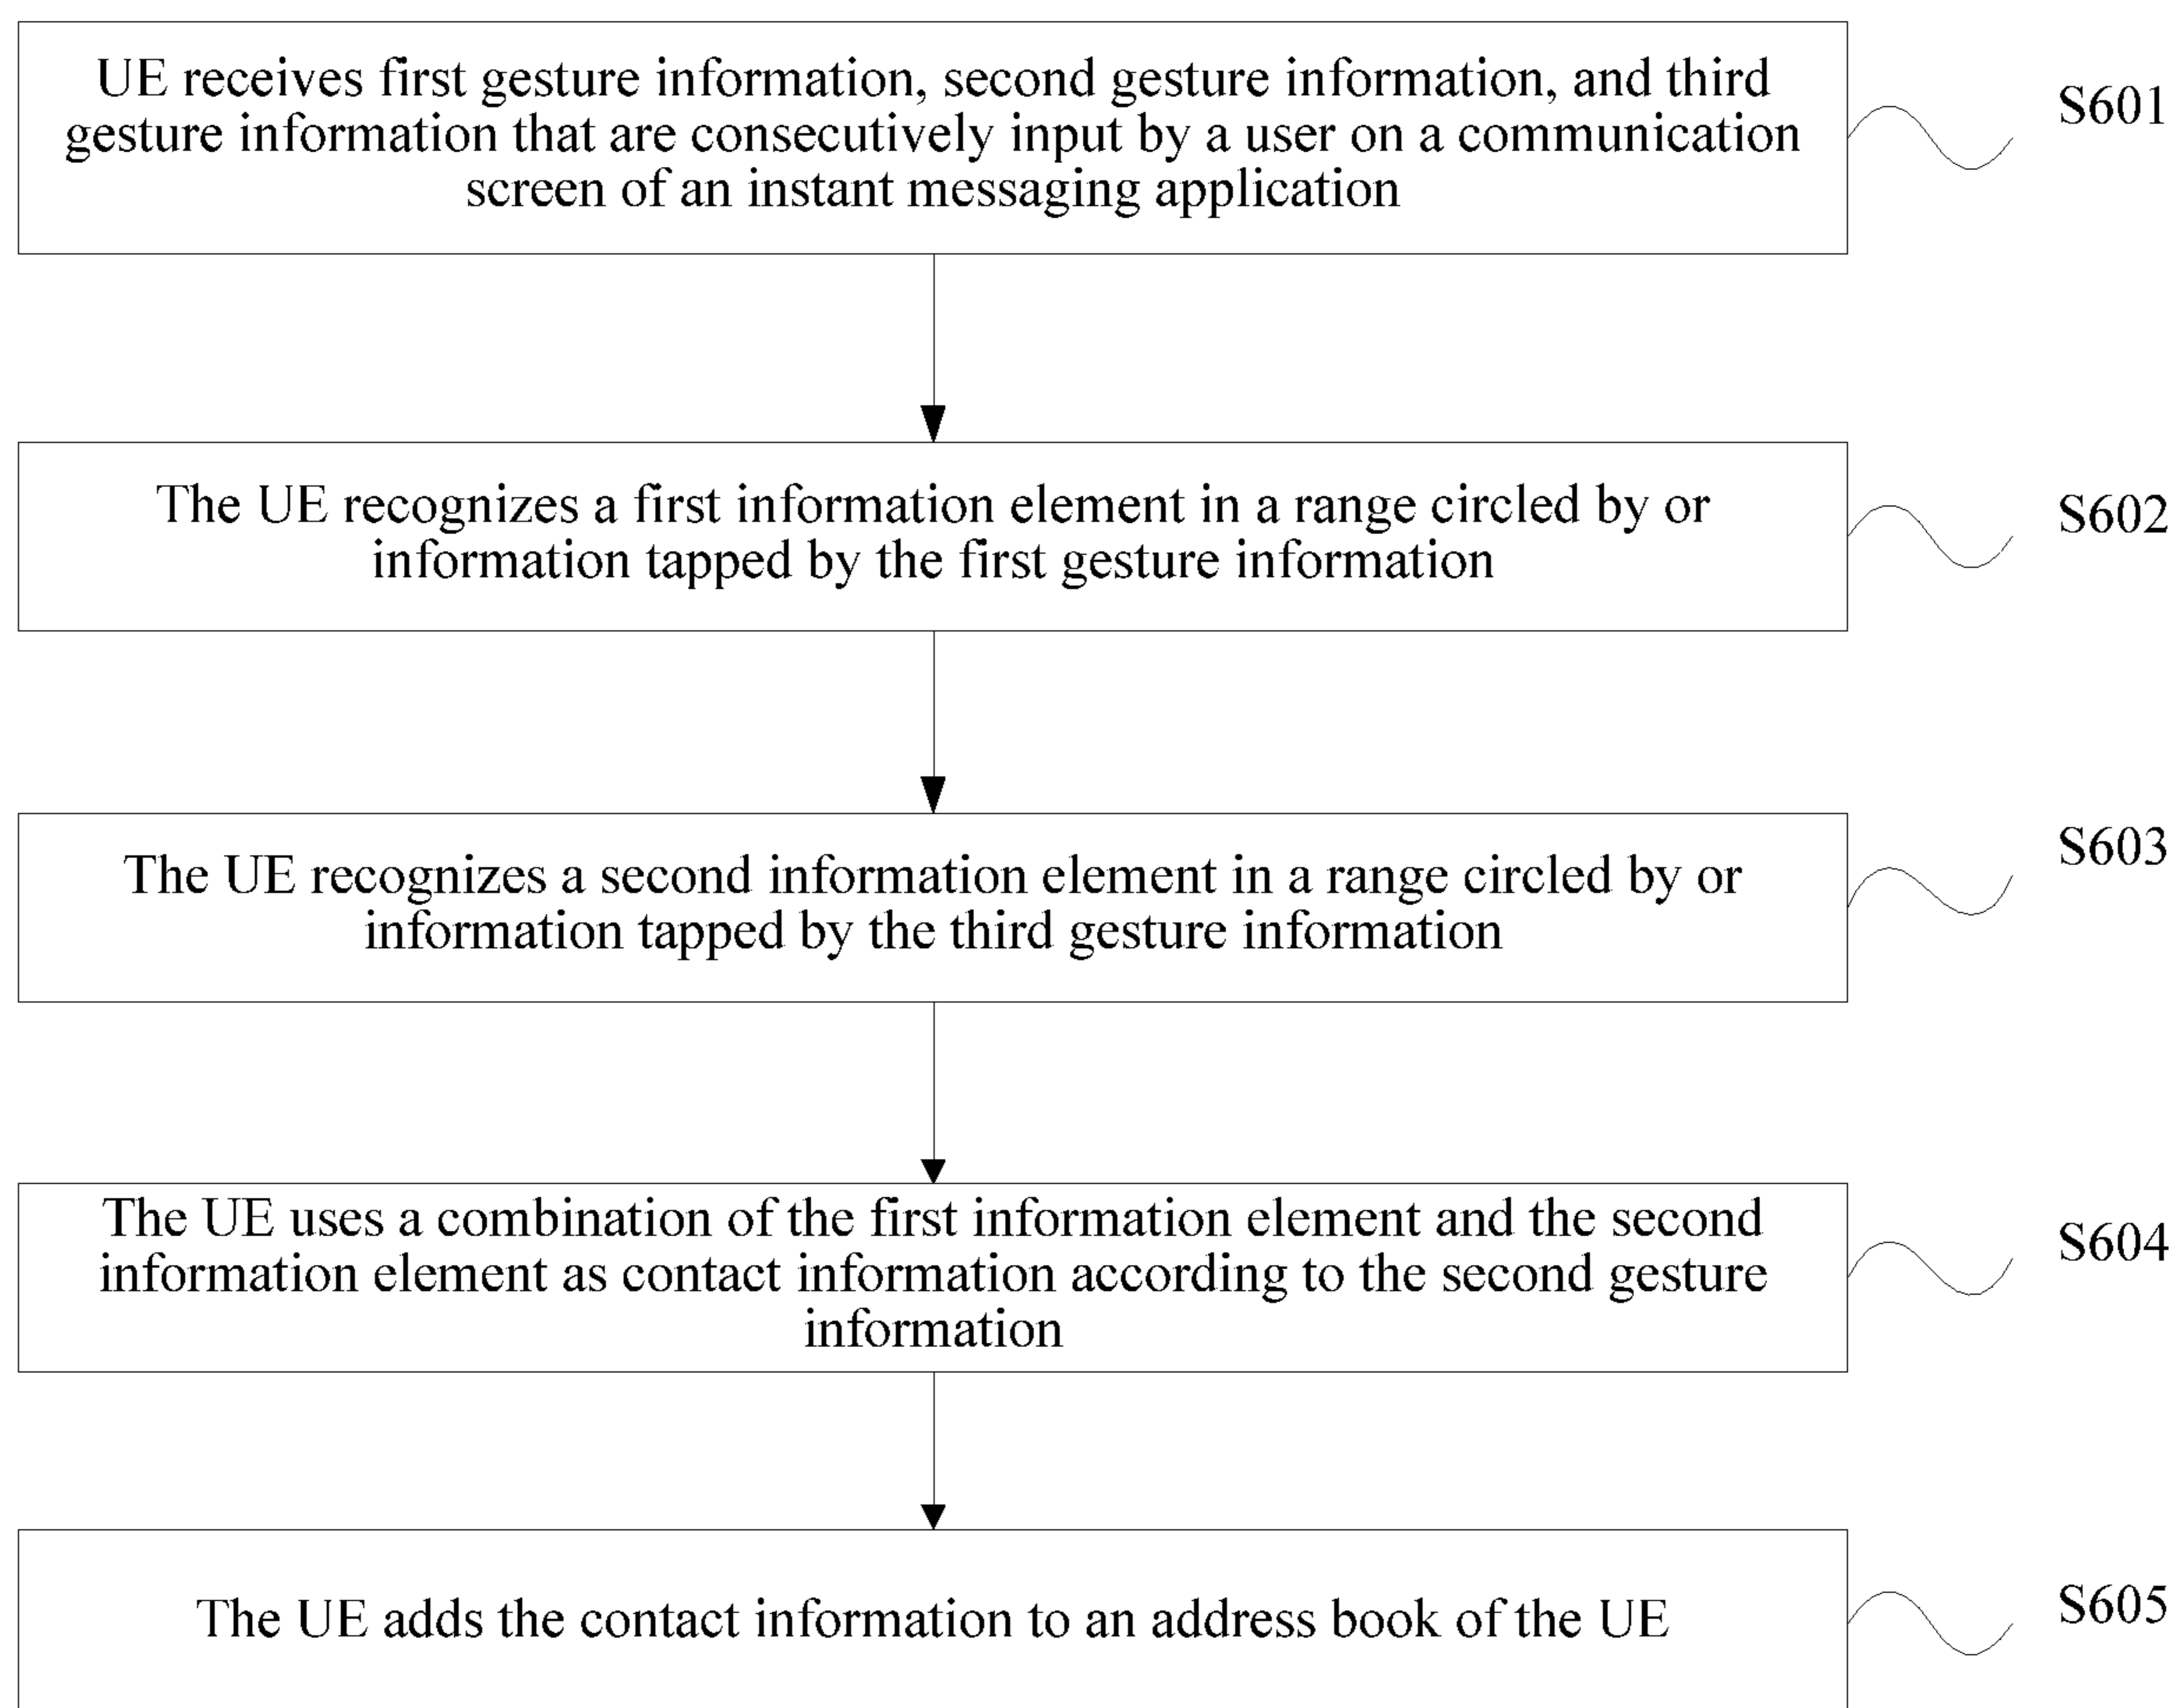 UE receives first gesture information, second gesture information, and third
gesture information that are consecutively input by a user on a communication
screen of an instant messaging application
S601
The UE recognizes a first information element in a range circled by or
information tapped by the first gesture information
S602
The UE recognizes a second information element in a range circled by or
information tapped by the third gesture information
S603
The UE uses a combination of the first information element and the second
information element as contact information according to the second gesture
information
S604
The UE adds the contact information to an address book of the UE
S605